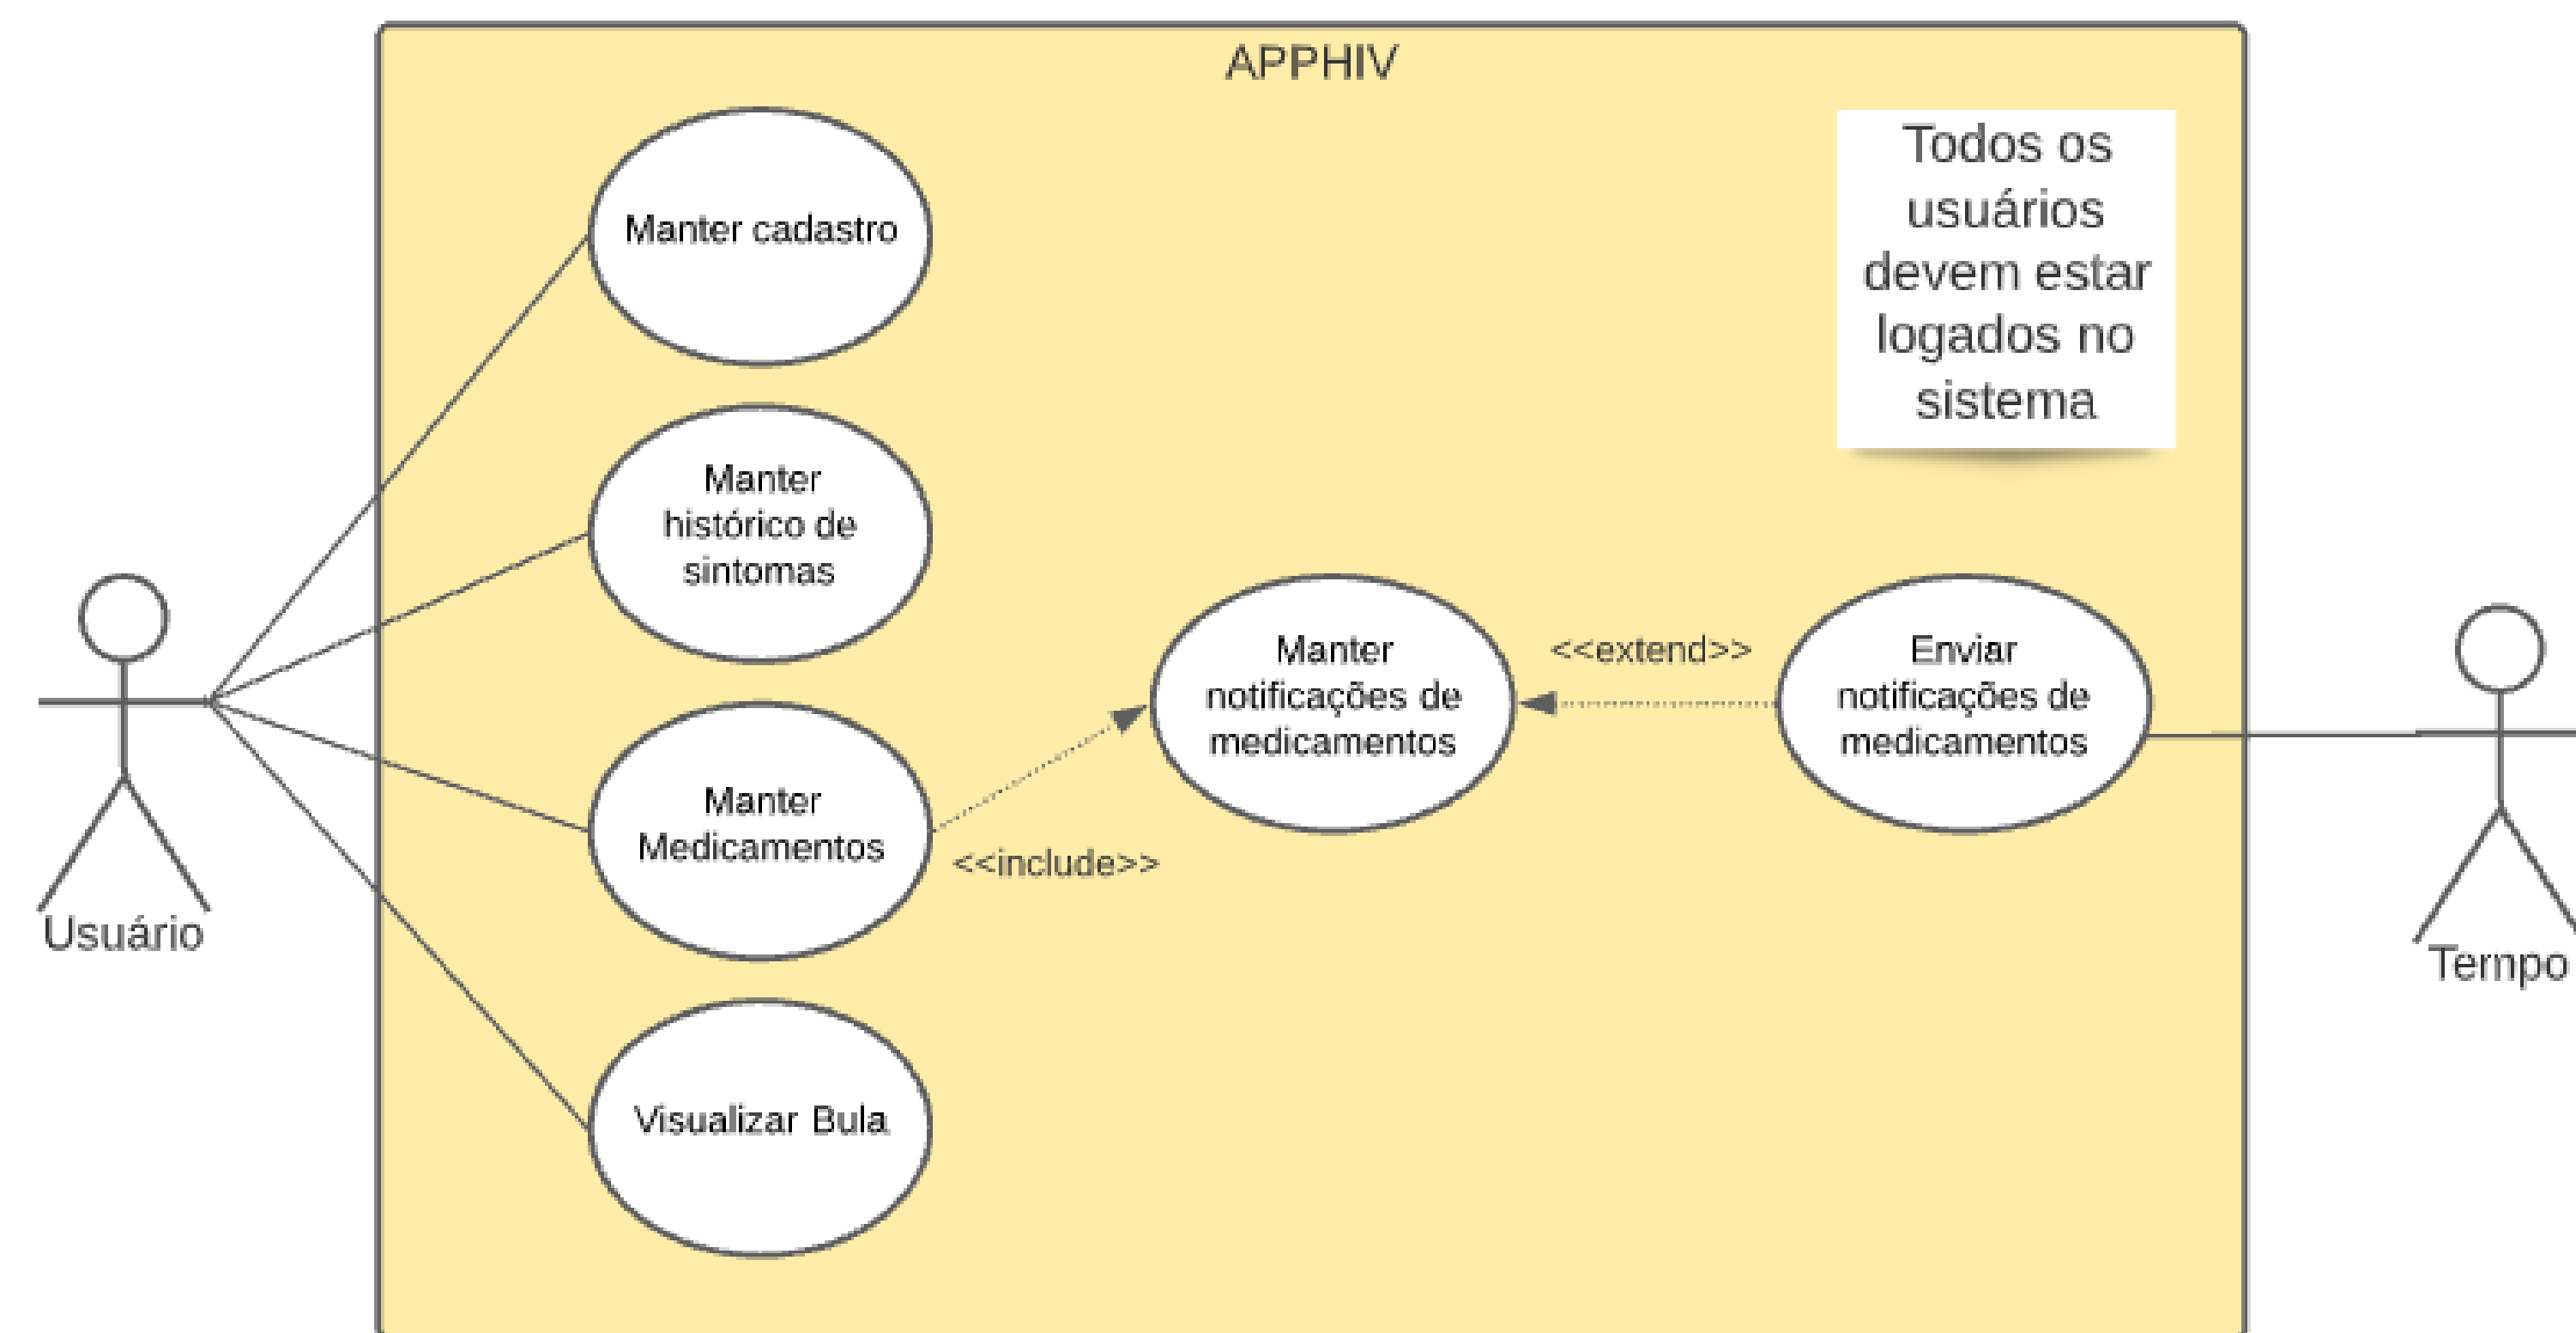 APPHIV
Todos os
usuários
devem estar
logados no
sistema
Manter cadastro
Manter
histórico de
sintomas
Manter
Medicamentos
<<include>>
Visualizar Bula
Manter
notificações de
medicamentos
<<extend>>
Enviar
notificações de
medicamentos
Usuário
Tempo